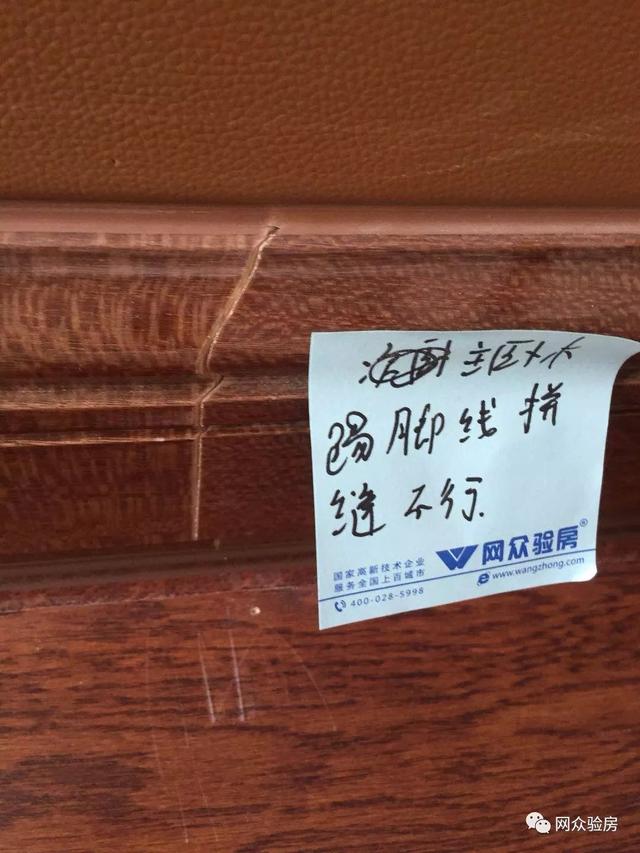 主卧
踢脚线拼
缝不行.
网众验房®
国家高新技术企业
服务全国上百城市
www.wangzhong.com
400-028-5998
网众验房